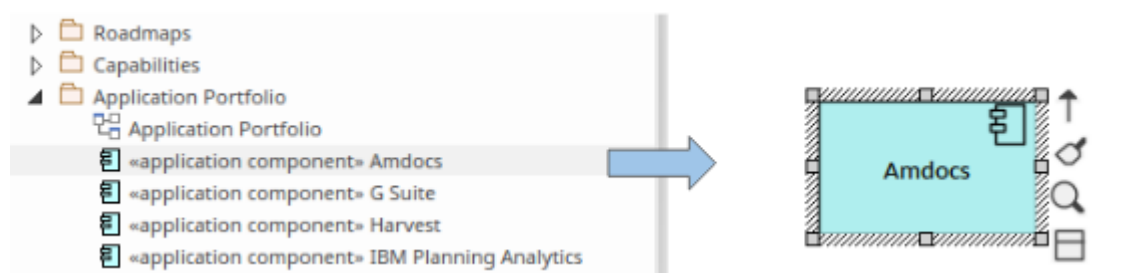 Roadmaps
Capabilities
Application Portfolio
Application Portfolio
«application component» Amdocs
«application component» G Suite
«application component» Harvest
«application component» IBM Planning Analytics
Amdocs